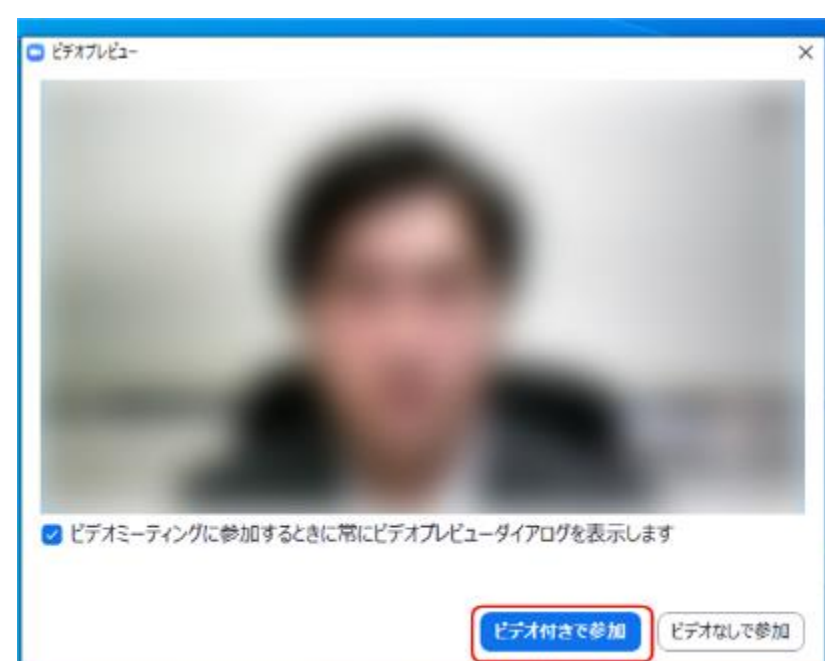 ビデオプレビュー
ビデオミーティングに参加するときに常にビデオプレビューダイアログを表示します
ビデオ付きで参加
ビデオなしで参加